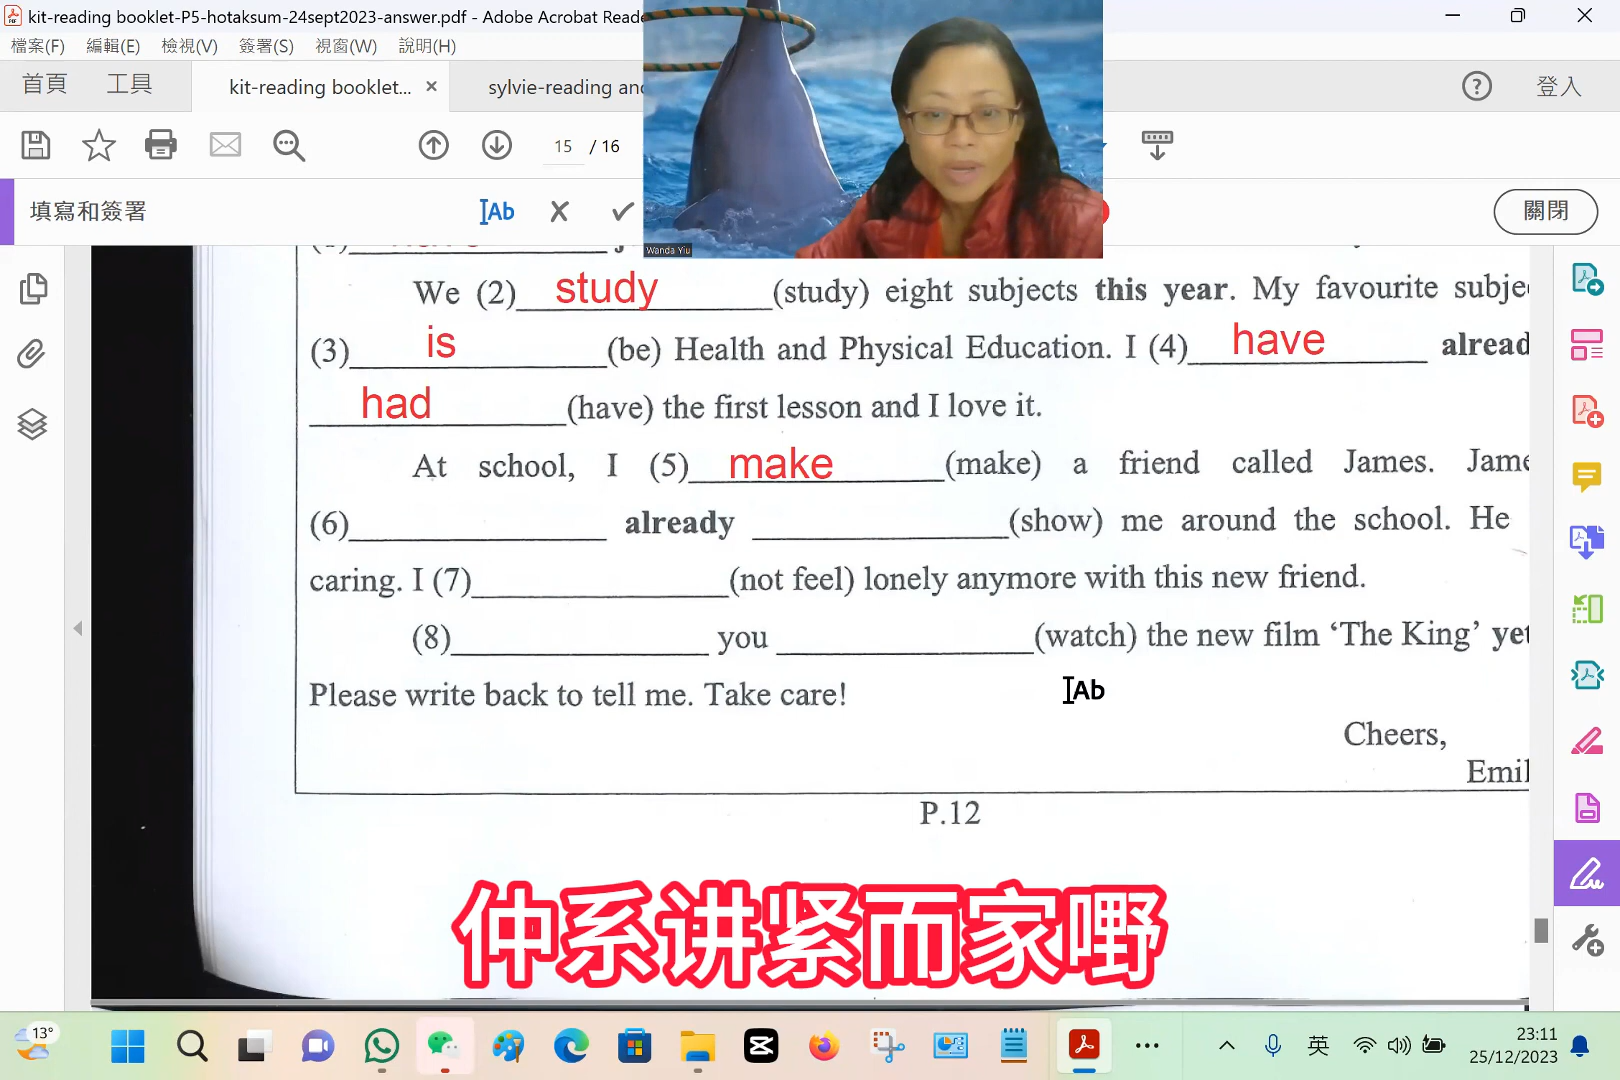 kit-reading booklet-P5-hotaksum-24sept2023-answer.pdf - Adobe Acrobat Read
檔案(F) 編輯(E) 檢視(V) 簽署(S) 視窗(W) 說明(H)
首頁 工具 kit-reading booklet... × sylvie-reading and 登入
15 / 16
填寫和簽署 Ab 關閉
Wanda Yiu
We (2) study (study) eight subjects this year. My favourite subje
(3) is (be) Health and Physical Education. I (4) have alread
had (have) the first lesson and I love it.
At school, I (5) make (make) a friend called James. Jame
(6) already (show) me around the school. He
caring. I (7) (not feel) lonely anymore with this new friend.
(8) you (watch) the new film ‘The King’ yet
Please write back to tell me. Take care!
Ab
Cheers,
Emil
P.12
仲系讲紧而家嘢
13°
英
23:11
25/12/2023